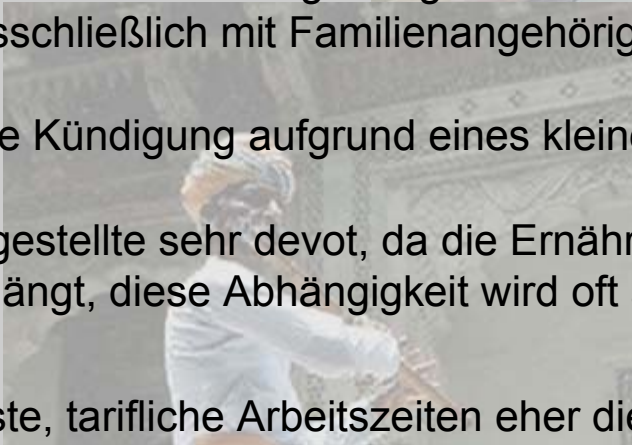 sschließlich mit Familienangehörig
e Kündigung aufgrund eines klein
gestellte sehr devot, da die Ernähr
ängt, diese Abhängigkeit wird oft
ste, tarifliche Arbeitszeiten eher die